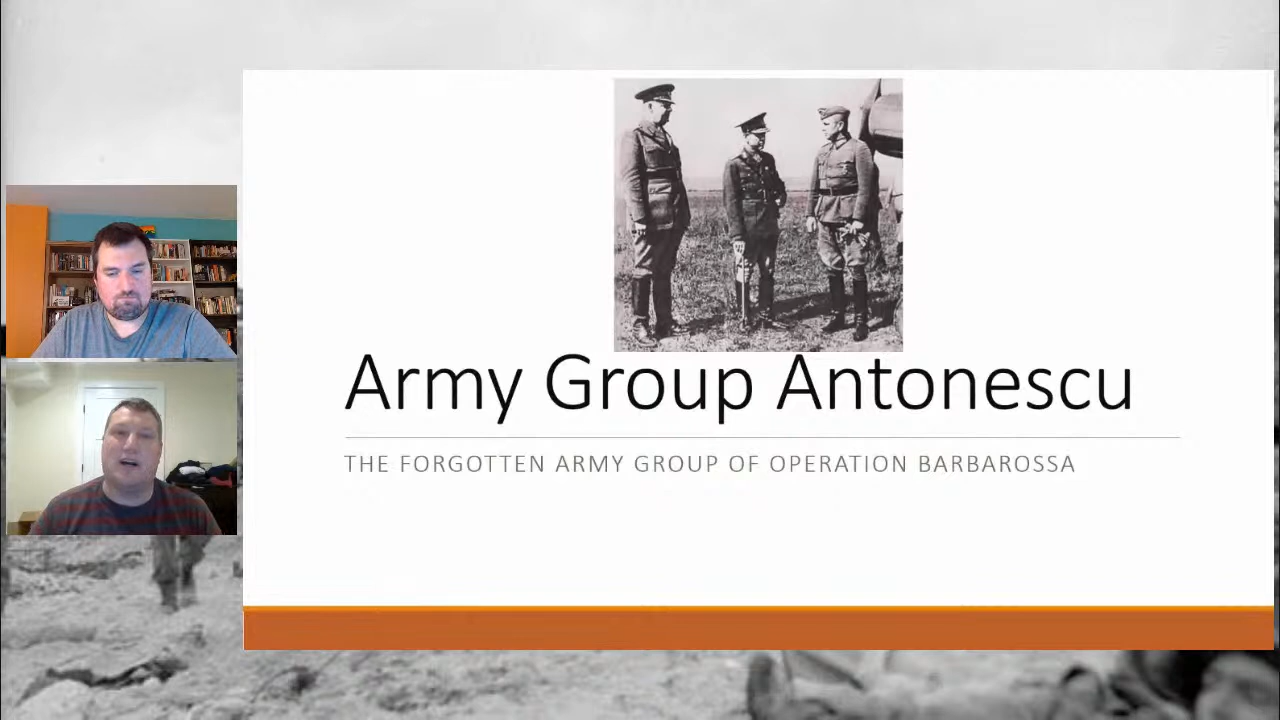 Army Group Antonescu
THE FORGOTTEN ARMY GROUP OF OPERATION BARBAROSSA